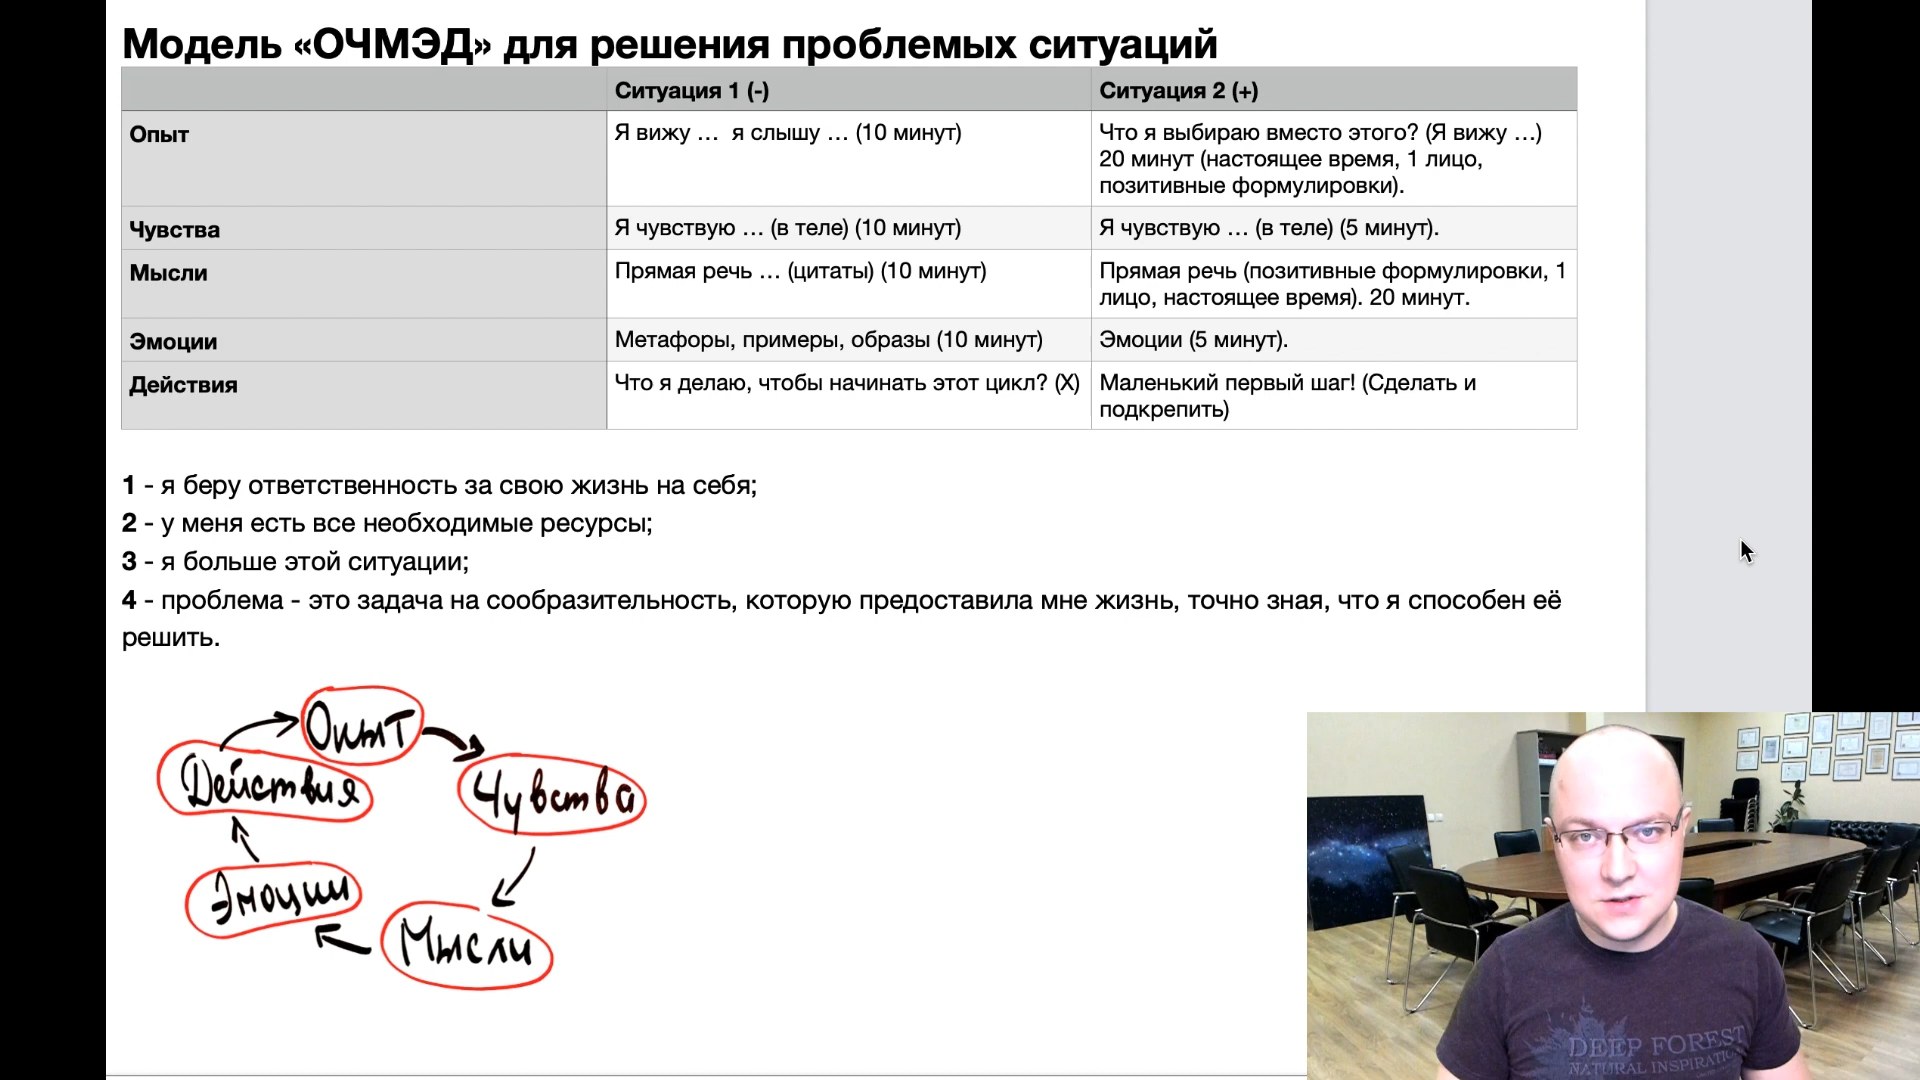 Модель «ОЧМЭД» для решения проблемых ситуаций
Ситуация 1 (-)
Ситуация 2 (+)
Опыт
Я вижу … я слышу … (10 минут)
Что я выбираю вместо этого? (Я вижу …)
20 минут (настоящее время, 1 лицо,
позитивные формулировки).
Чувства
Я чувствую … (в теле) (10 минут)
Я чувствую … (в теле) (5 минут).
Мысли
Прямая речь … (цитаты) (10 минут)
Прямая речь (позитивные формулировки, 1
лицо, настоящее время). 20 минут.
Эмоции
Метафоры, примеры, образы (10 минут)
Эмоции (5 минут).
Действия
Что я делаю, чтобы начинать этот цикл? (Х)
Маленький первый шаг! (Сделать и
подкрепить)
1 - я беру ответственность за свою жизнь на себя;
2 - у меня есть все необходимые ресурсы;
3 - я больше этой ситуации;
4 - проблема - это задача на сообразительность, которую предоставила мне жизнь, точно зная, что я способен её
решить.
Опыт
Действия
Чувства
Эмоции
Мысли
DEEP FOREST
NATURAL INSPIRATI